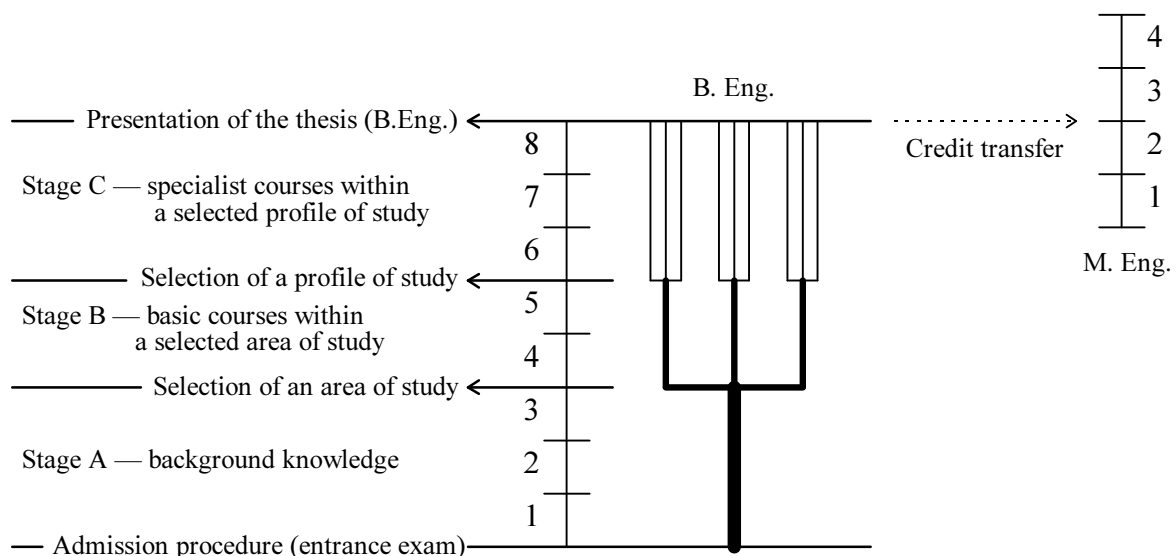 4
3
2
1
M. Eng.
B. Eng.
Credit transfer
Presentation of the thesis (B.Eng.)
8
Stage C — specialist courses within
a selected profile of study
7
6
Selection of a profile of study
5
Stage B — basic courses within
a selected area of study
4
Selection of an area of study
3
Stage A — background knowledge
2
1
Admission procedure (entrance exam)